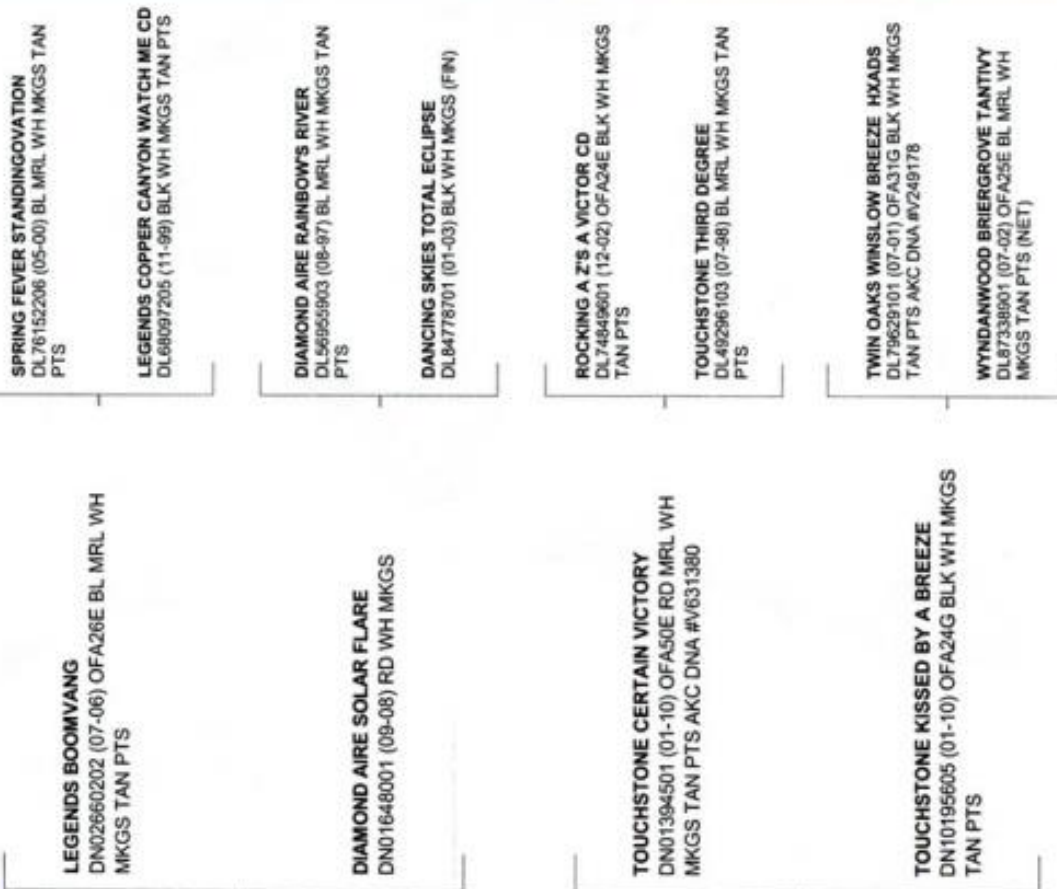 LEGENDS BOOMVANG
DN02660202 (07-06) OFA26E BL MRL WH
MKGS TAN PTS
DIAMOND AIRE SOLAR FLARE
DN01648001 (09-08) RD WH MKGS
TOUCHSTONE CERTAIN VICTORY
DN01394501 (01-10) OFA50E RD MRL WH
MKGS TAN PTS AKC DNA #V631380
TOUCHSTONE KISSED BY A BREEZE
DN10195605 (01-10) OFA24G BLK WH MKGS
TAN PTS
SPRING FEVER STANDINGOVATION
DL76152206 (05-00) BL MRL WH MKGS TAN
PTS
LEGENDS COPPER CANYON WATCH ME CD
DL68097205 (11-99) BLK WH MKGS TAN PTS
DIAMOND AIRE RAINBOW'S RIVER
DL56955903 (08-97) BL MRL WH MKGS TAN
PTS
DANCING SKIES TOTAL ECLIPSE
DL84778701 (01-03) BLK WH MKGS (FIN)
ROCKING A Z'S A VICTOR CD
DL74849601 (12-02) OFA24E BLK WH MKGS
TAN PTS
TOUCHSTONE THIRD DEGREE
DL49296103 (07-98) BL MRL WH MKGS TAN
PTS
TWIN OAKS WINSLOW BREEZE HXADS
DL79629101 (07-01) OFA31G BLK WH MKGS
TAN PTS AKC DNA #V249178
WYNDANWOOD BRIERGROVE TANTIVY
DL87338901 (07-02) OFA25E BL MRL WH
MKGS TAN PTS (NET)